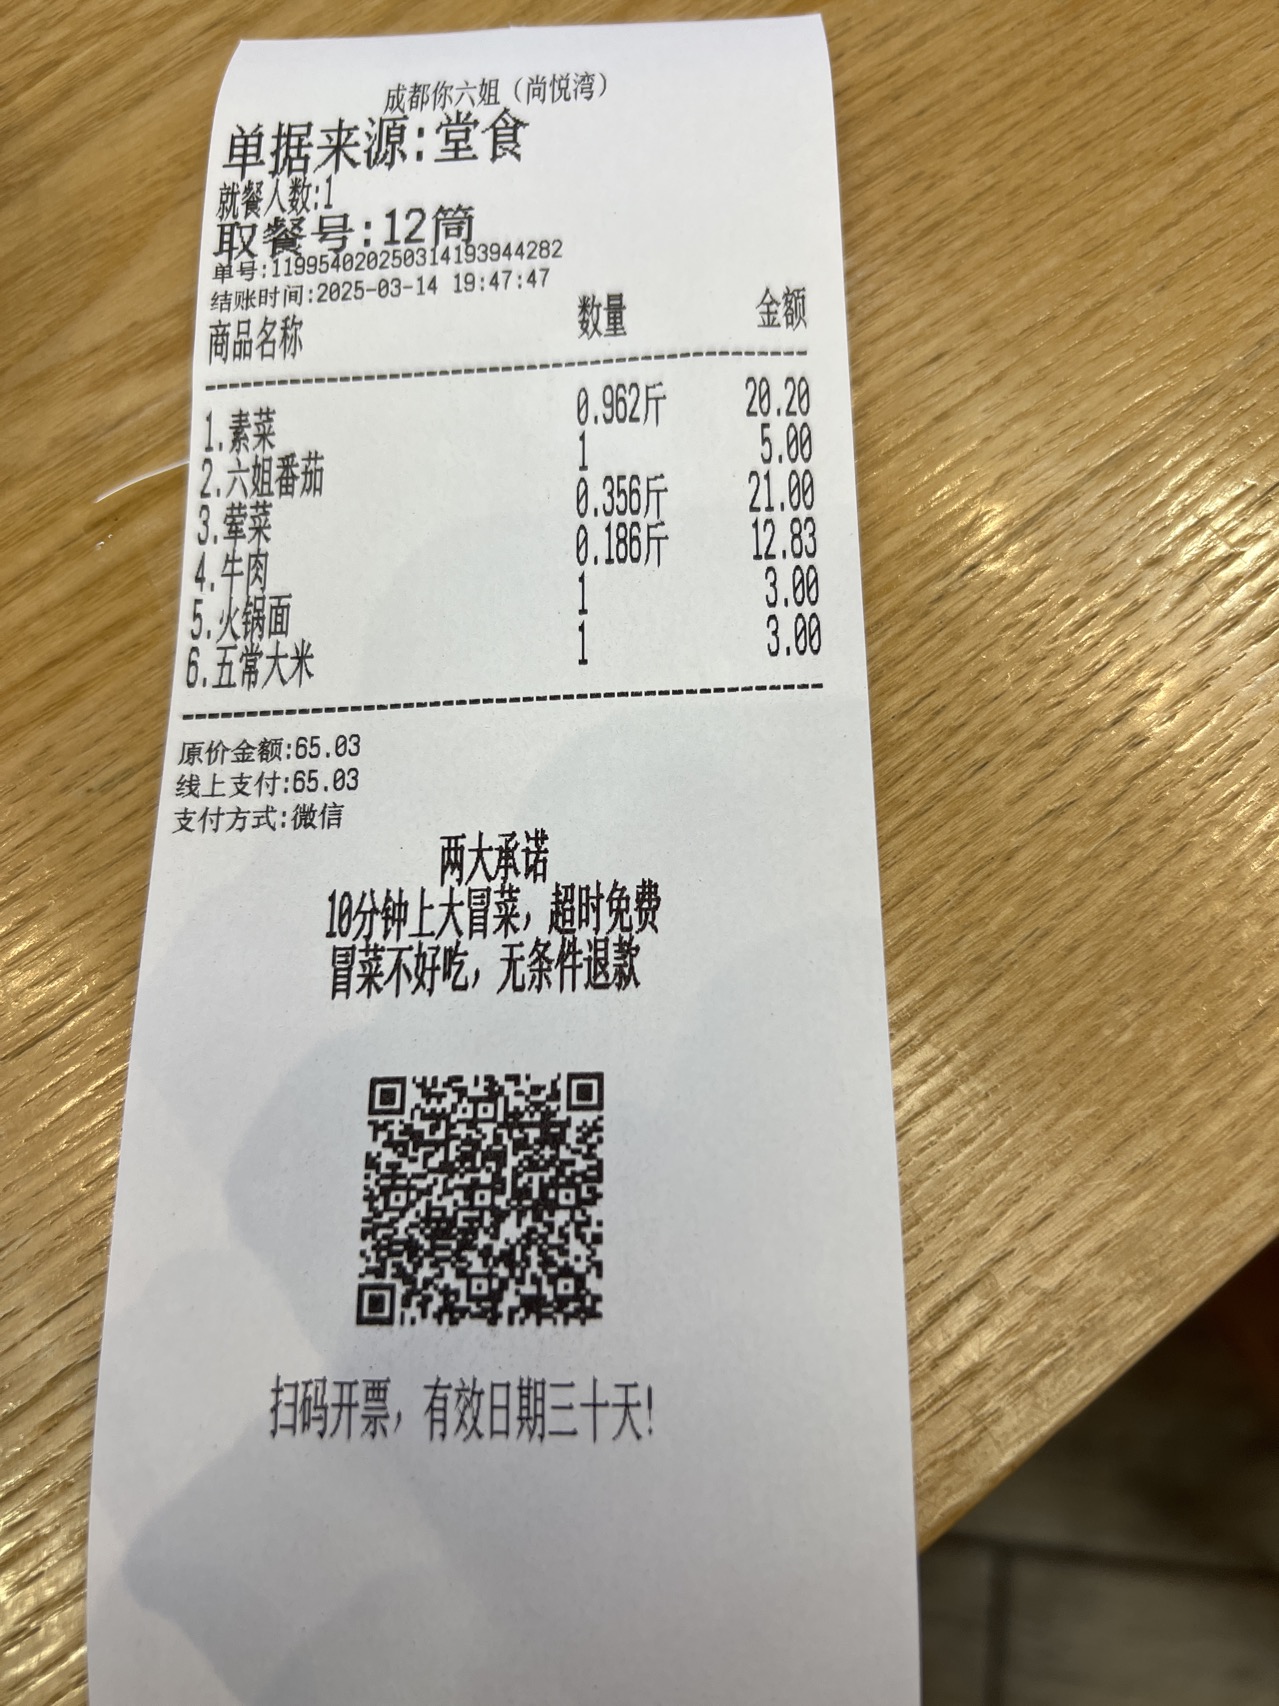 成都你六姐（尚悦湾）
单据来源:堂食
就餐人数:1
取餐号:12筒
单号:119954020250314193944282
结账时间:2025-03-14 19:47:47
商品名称 数量 金额
1.素菜 0.962斤 20.20
2.六姐番茄 1 5.00
3.荤菜 0.356斤 21.00
4.牛肉 0.186斤 12.83
5.火锅面 1 3.00
6.五常大米 1 3.00
原价金额:65.03
线上支付:65.03
支付方式:微信
两大承诺
10分钟上大冒菜，超时免费
冒菜不好吃，无条件退款
扫码开票，有效日期三十天!